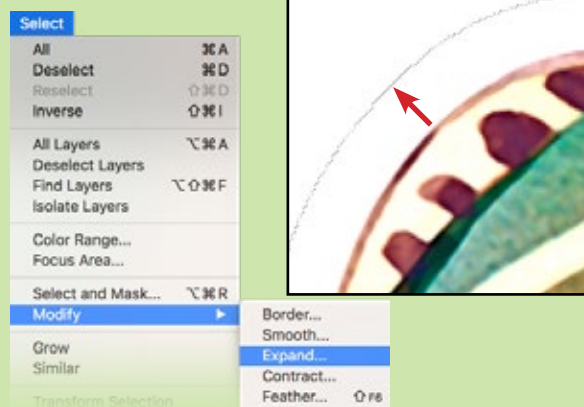 Select
All ⌘A
Deselect ⌘D
Reselect ⇧⌘D
Inverse ⇧⌘I
All Layers ⌥⌘A
Deselect Layers
Find Layers ⌥⇧⌘F
Isolate Layers
Color Range...
Focus Area...
Select and Mask... ⌥⌘R
Modify ▶
Grow
Similar
Transform Selection
Border...
Smooth...
Expand...
Contract...
Feather... ⇧F6